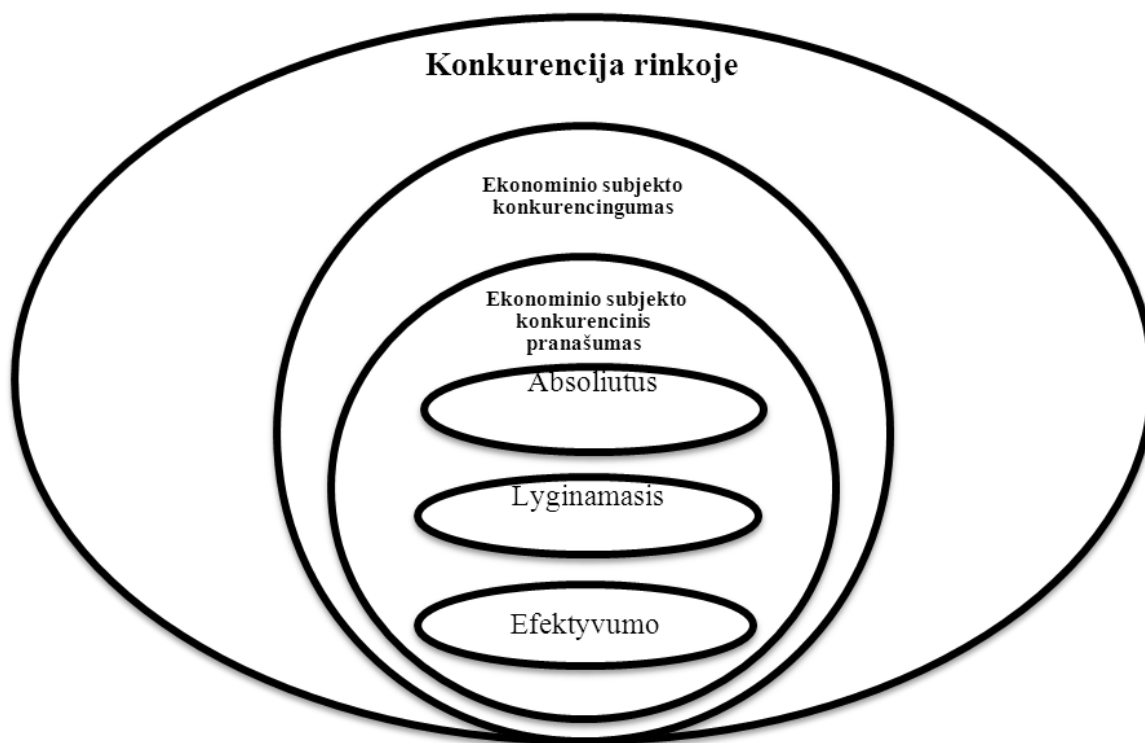 Konkurencija rinkoje
Ekonominio subjekto
konkurencingumas
Ekonominio subjekto
konkurencinis
pranašumas
Absoliutus
Lyginamasis
Efektyvumo